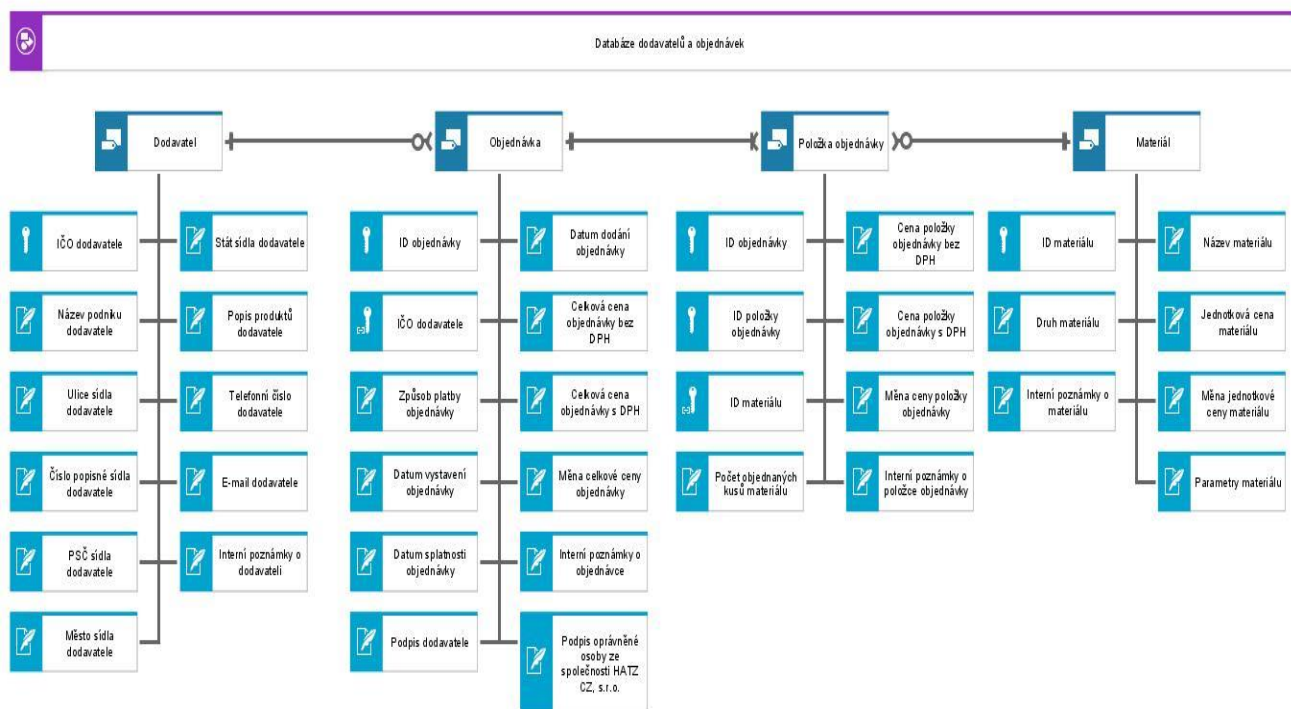 Databáze dodavatelů a objednávek
Dodavatel
Objednávka
Položka objednávky
Materiál
IČO dodavatele
Stát sídla dodavatele
ID objednávky
Datum dodání
objednávky
ID objednávky
Cena položky
objednávky bez
DPH
ID materiálu
Název materiálu
Název podniku
dodavatele
Popis produktů
dodavatele
IČO dodavatele
Celková cena
objednávky bez
DPH
ID položky
objednávky
Cena položky
objednávky s DPH
Druh materiálu
Jednotková cena
materiálu
Ulice sídla
dodavatele
Telefonní číslo
dodavatele
Způsob platby
objednávky
Celková cena
objednávky s DPH
ID materiálu
Měna ceny položky
objednávky
Interní poznámky o
materiálu
Měna jednotkové
ceny materiálu
Číslo popisné sídla
dodavatele
E-mail dodavatele
Datum vystavení
objednávky
Měna celkové ceny
objednávky
Počet objednaných
kusů materiálu
Interní poznámky o
položce objednávky
Parametry materiálu
PSČ sídla
dodavatele
Interní poznámky o
dodavateli
Datum splatnosti
objednávky
Interní poznámky o
objednávce
Město sídla
dodavatele
Podpis dodavatele
Podpis oprávněné
osoby ze
společnosti HATZ
CZ, s.r.o.